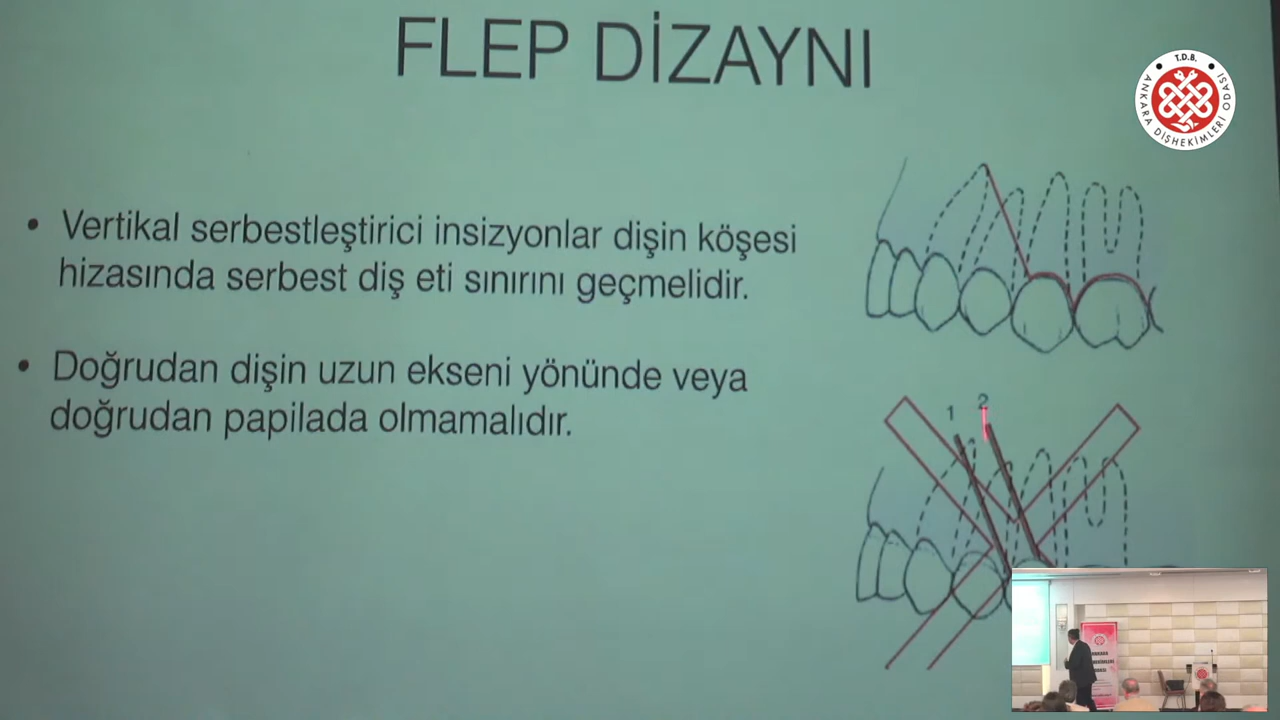 FLEP DİZAYNI
T.D.B.
ANKARA DİŞHEKİMLERİ ODASI
• Vertikal serbestleştirici insizyonlar dişin köşesi
hizasında serbest diş eti sınırını geçmelidir.
• Doğrudan dişin uzun ekseni yönünde veya
doğrudan papilada olmamalıdır.
1 2